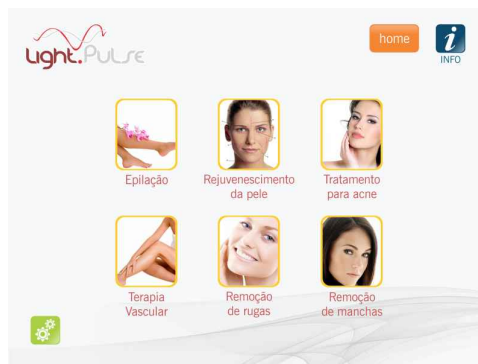 Light.Pulse
home
i
INFO
Epilação
Rejuvenescimento
da pele
Tratamento
para acne
Terapia
Vascular
Remoção
de rugas
Remoção
de manchas